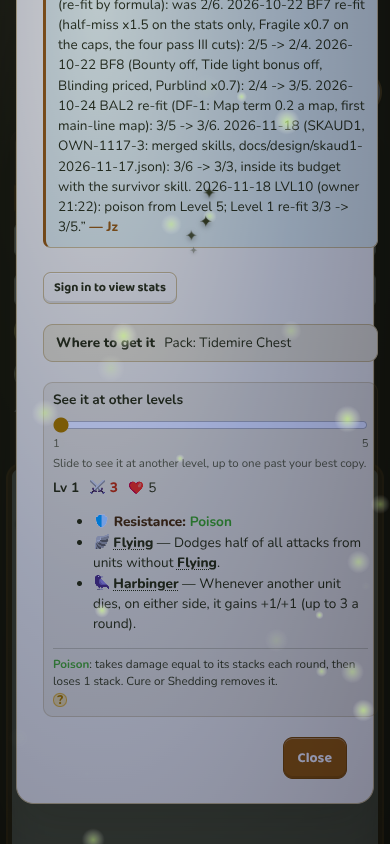 (re-fit by formula): was 2/6. 2026-10-22 BF7 re-fit
(half-miss x1.5 on the stats only, Fragile x0.7 on
the caps, the four pass III cuts): 2/5 -> 2/4. 2026-
10-22 BF8 (Bounty off, Tide light bonus off,
Blinding priced, Purblind x0.7): 2/4 -> 3/5. 2026-
10-24 BAL2 re-fit (DF-1: Map term 0.2 a map, first
main-line map): 3/5 -> 3/6. 2026-11-18 (SKAUD1,
OWN-1117-3: merged skills, docs/design/skaud1-
2026-11-17.json): 3/6 -> 3/3, inside its budget
with the survivor skill. 2026-11-18 LVL10 (owner
21:22): poison from Level 5; Level 1 re-fit 3/3 ->
3/5.” — Jz
Sign in to view stats
Where to get it Pack: Tidemire Chest
See it at other levels
1 5
Slide to see it at another level, up to one past your best copy.
Lv 1 3 5
• Resistance: Poison
• Flying — Dodges half of all attacks from
units without Flying.
• Harbinger — Whenever another unit
dies, on either side, it gains +1/+1 (up to 3 a
round).
Poison: takes damage equal to its stacks each round, then
loses 1 stack. Cure or Shedding removes it.
?
Close